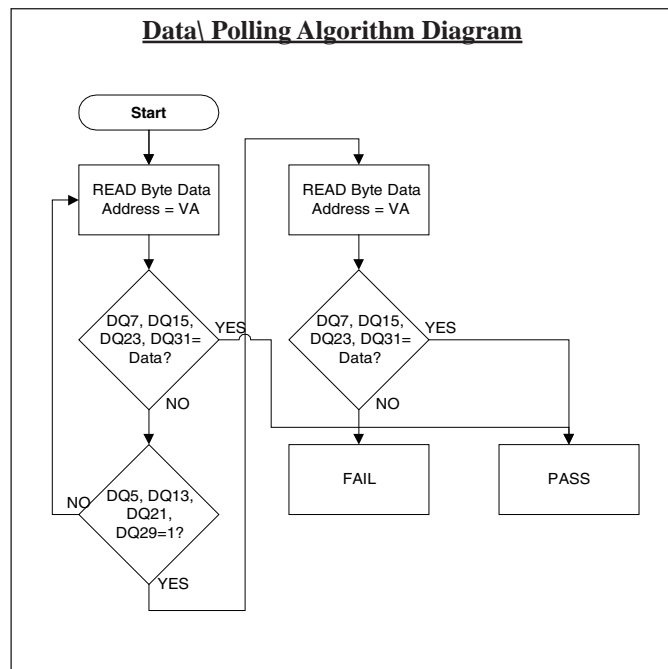 Data\ Polling Algorithm Diagram
Start
READ Byte Data
Address = VA
DQ7, DQ15,
DQ23, DQ31=
Data?
YES
NO
DQ5, DQ13,
DQ21,
DQ29=1?
NO
YES
READ Byte Data
Address = VA
DQ7, DQ15,
DQ23, DQ31=
Data?
YES
NO
FAIL
PASS